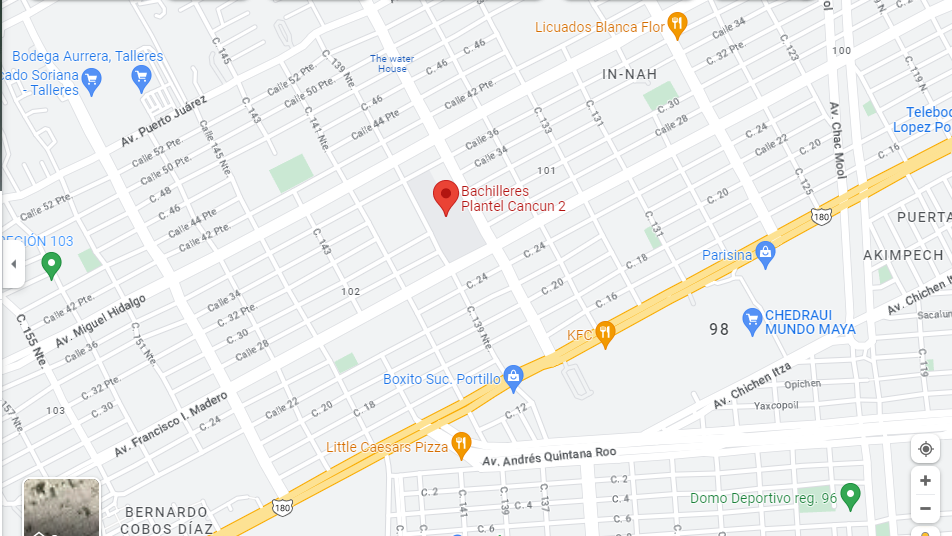 Licuados Blanca Flor
C. 46
Calle 34
C. 139 Nte.
C. 46
C. 32 Pte.
C. 123
100
Bodega Aurrera, Talleres
The water
House
cado Soriana
- Talleres
Calle 52 Pte.
IN-NAH
C. 119 N
Calle 50 Pte.
Calle 42 Pte.
C. 46
C. 143
Av. Puerto Juárez
C. 141 Nte.
Calle 44 Pte
C. 30
Calle 28
C. 133
C. 131
Av. Chac Mool
Teleboc
Lopez Po
Calle 145 Nte.
Calle 36
C. 24
Calle 22
C. 20
C. 16
Calle 52 Pte.
Calle 34
Calle 50 Pte.
101
C. 48
C. 125
Bachilleres
Plantel Cancun 2
C. 20
Calle 52 Pte.
C. 46
Calle 44 Pte
Calle 42 Pte.
180
PUERTA
C. 131
REGIÓN 103
C. 143
C. 24
Parisina
AKIMPECH
C. 18
C. 24
C. 20
102
Calle 34
C. 16
Calle 42 Pte.
C. 32 Pte.
Av. Chichen It
Av. Miguel Hidalgo
C. 139 Nte.
CHEDRAUI
MUNDO MAYA
Sacalun
98
C. 155 Nte.
C. 30
KFC
Calle 36
C. 751 Nte.
Calle 28
C. 119
Boxito Suc. Portillo
Av. Chichen Itza
Opichen
C. 32 Pte.
Yaxcopoil
C. 157 Nte.
103
C. 30
Calle 22
C. 20
C. 18
C. 12
Av. Francisco I. Madero
C. 24
Little Caesars Pizza
Av. Andrés Quintana Roo
C. 2
C. 2
C. 141
C. 139
C. 137
C. 4
Domo Deportivo reg. 96
180
BERNARDO
COBOS DÍAZ
C. 4
C. 6
C. 6